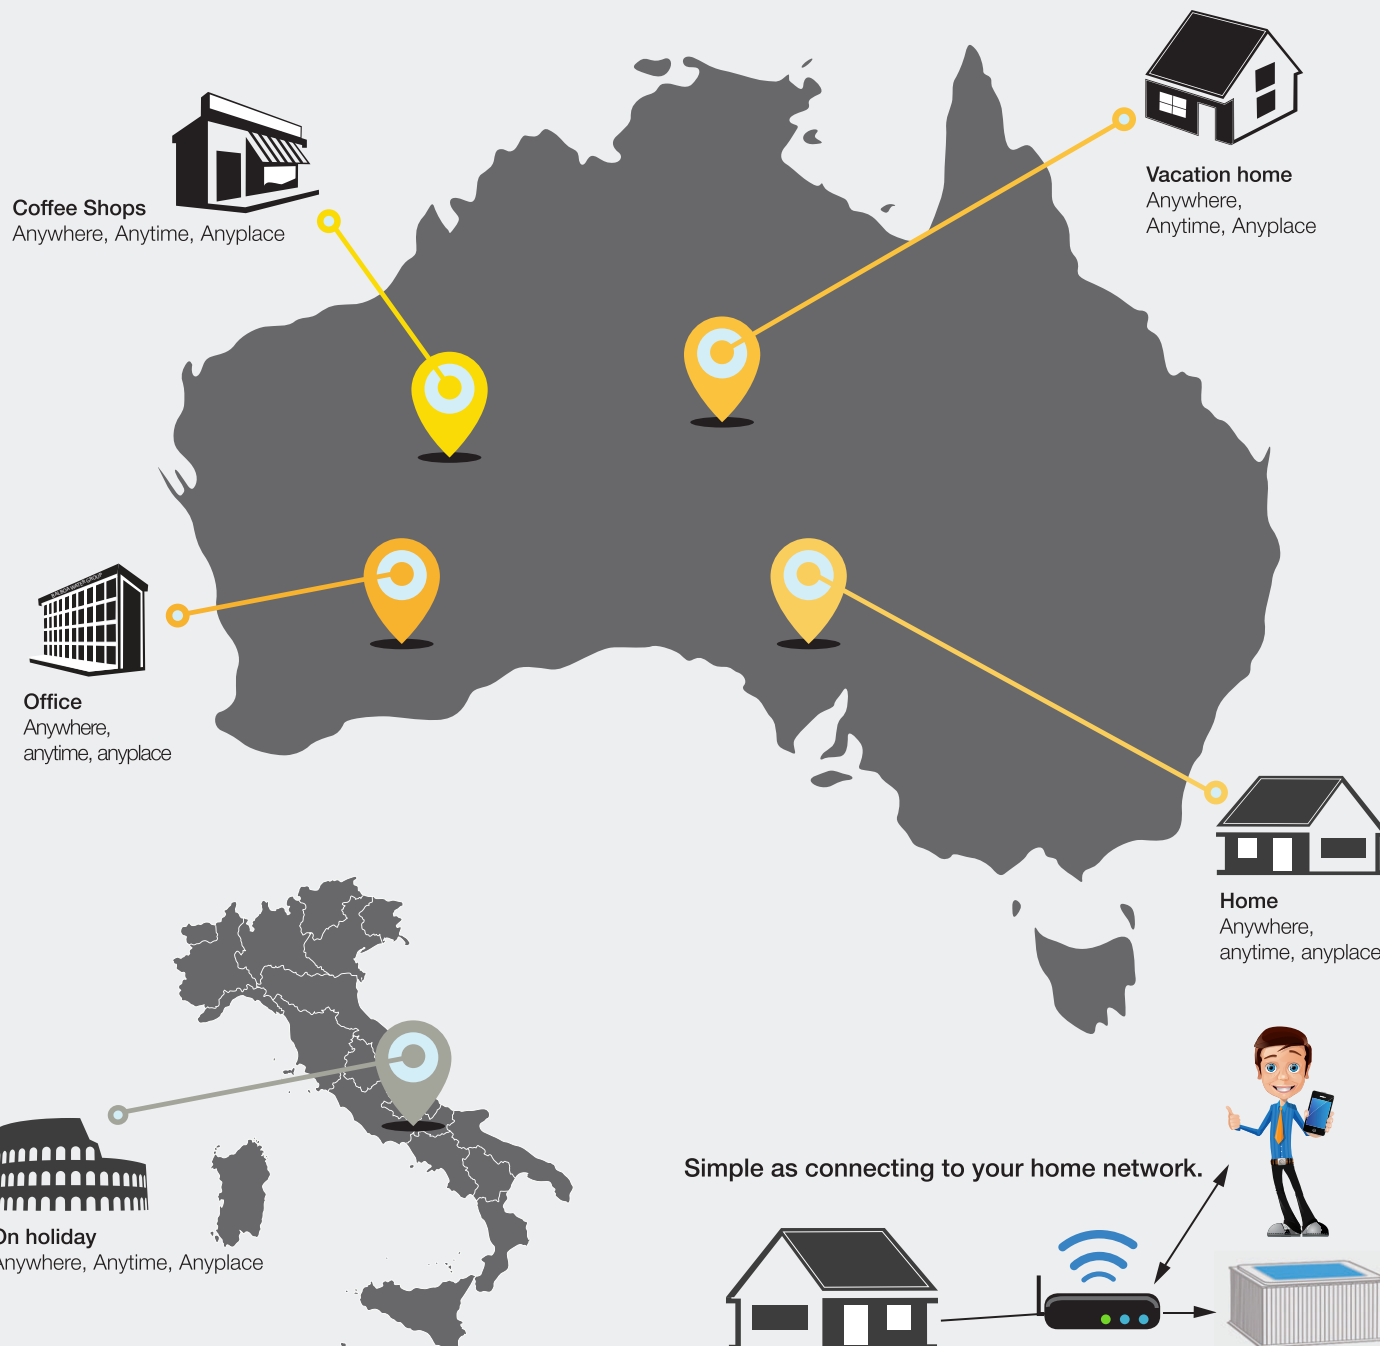 Vacation home
Anywhere,
Anytime, Anyplace
Coffee Shops
Anywhere, Anytime, Anyplace
Office
Anywhere,
anytime, anyplace
Home
Anywhere,
anytime, anyplace
Simple as connecting to your home network.
On holiday
Anywhere, Anytime, Anyplace